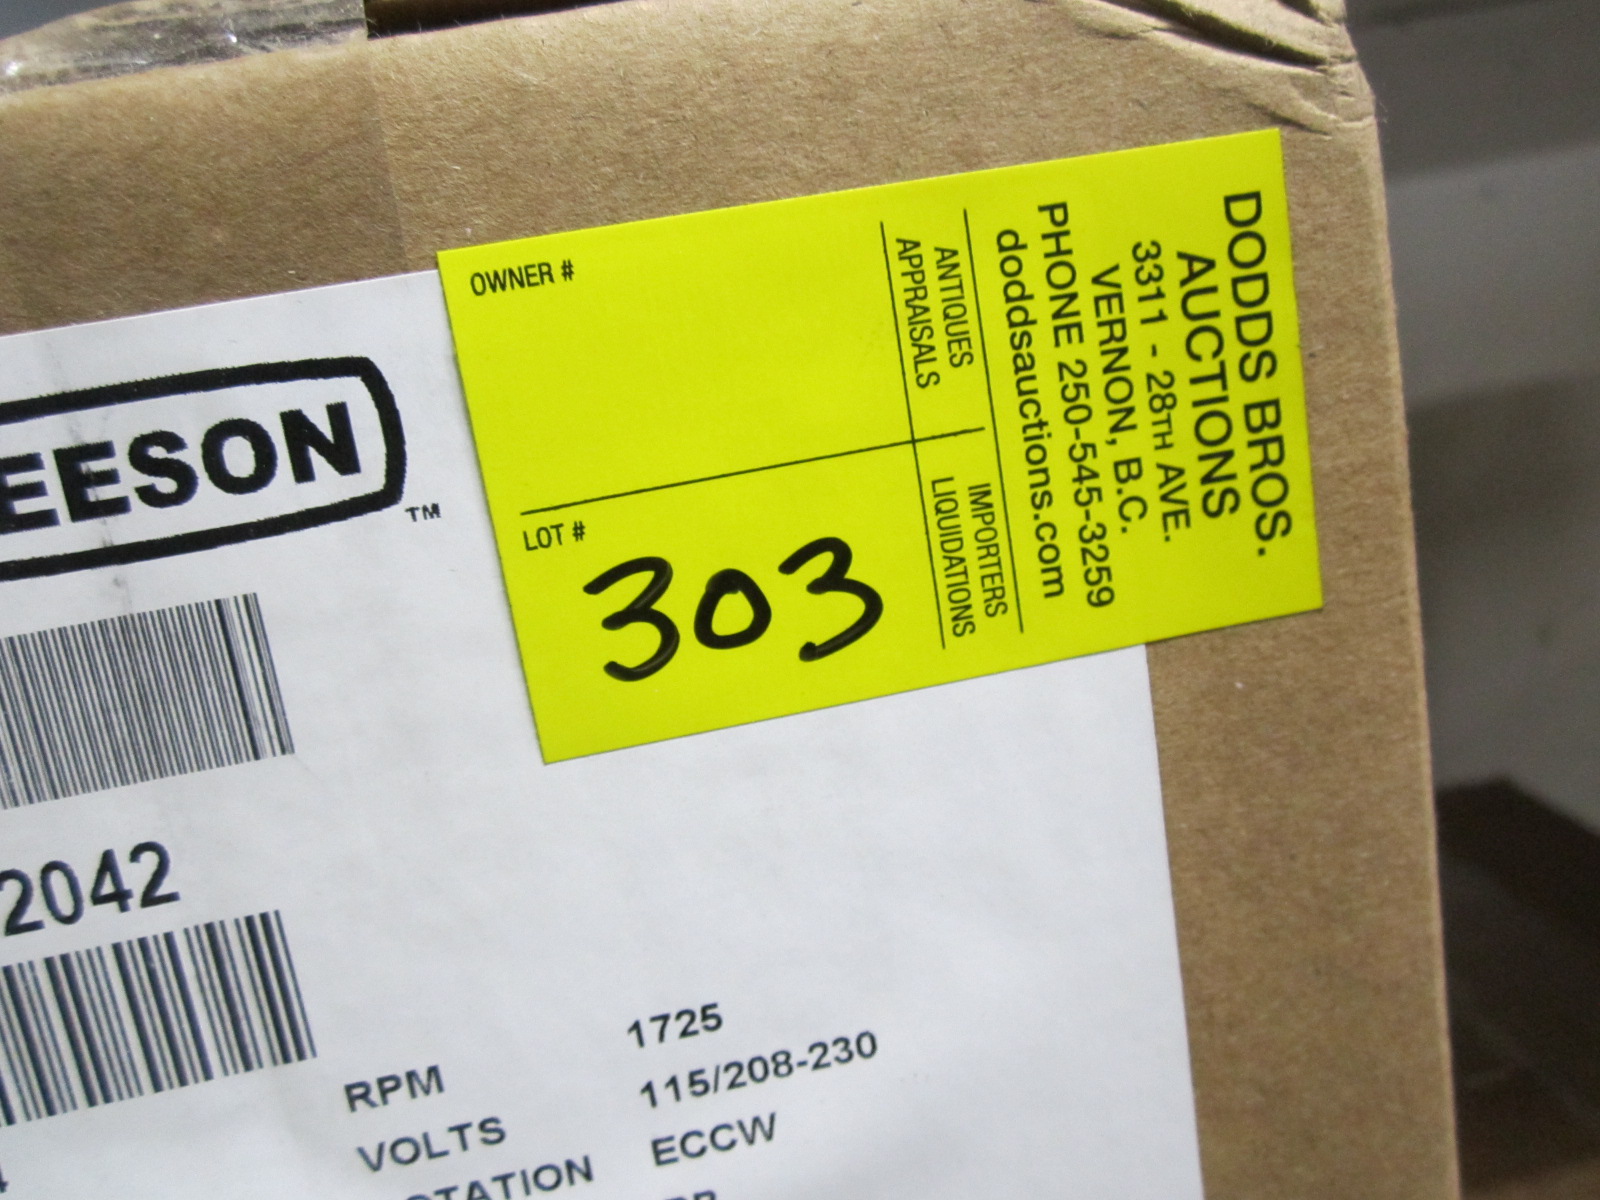 DODDS BROS.
AUCTIONS
3311 - 28TH AVE.
VERNON, B.C.
PHONE 250-545-3259
doddsauctions.com
ANTIQUES IMPORTERS
APPRAISALS LIQUIDATIONS
OWNER #
LOT # 303
EESON TM
2042
RPM 1725
VOLTS 115/208-230
OTATION ECCW